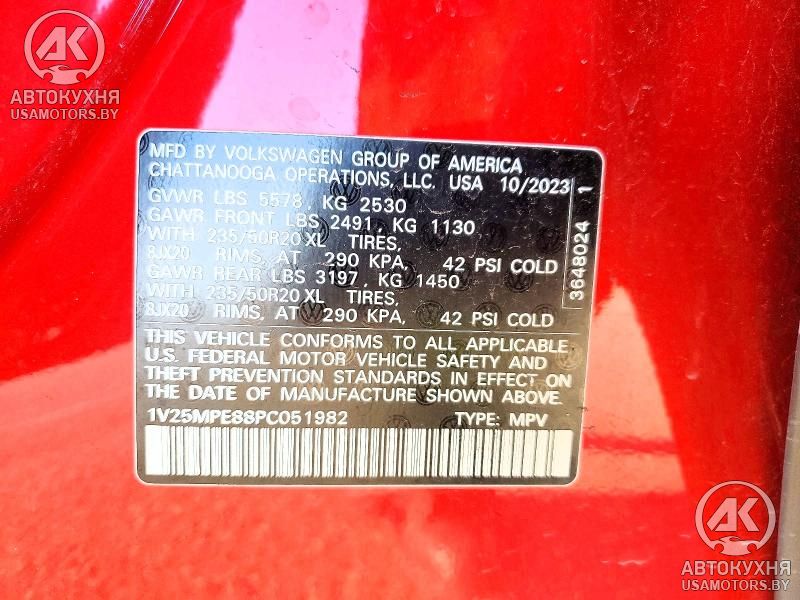 AK
АВТОКУХНЯ
USAMOTORS.BY
MFD BY VOLKSWAGEN GROUP OF AMERICA
CHATTANOOGA OPERATIONS, LLC. USA 10/2023
GVWR LBS 5578, KG 2530
GAWR FRONT LBS 2491, KG 1130
WITH 235/50R20 XL TIRES,
8JX20 RIMS, AT 290 KPA, 42 PSI COLD
GAWR REAR LBS 3197, KG 1450
WITH 235/50R20 XL TIRES,
8JX20 RIMS, AT 290 KPA, 42 PSI COLD
THIS VEHICLE CONFORMS TO ALL APPLICABLE
U.S. FEDERAL MOTOR VEHICLE SAFETY AND
THEFT PREVENTION STANDARDS IN EFFECT ON
THE DATE OF MANUFACTURE SHOWN ABOVE.
1V25MPE88PC051982 TYPE: MPV
3648024 1
AK
АВТОКУХНЯ
USAMOTORS.BY